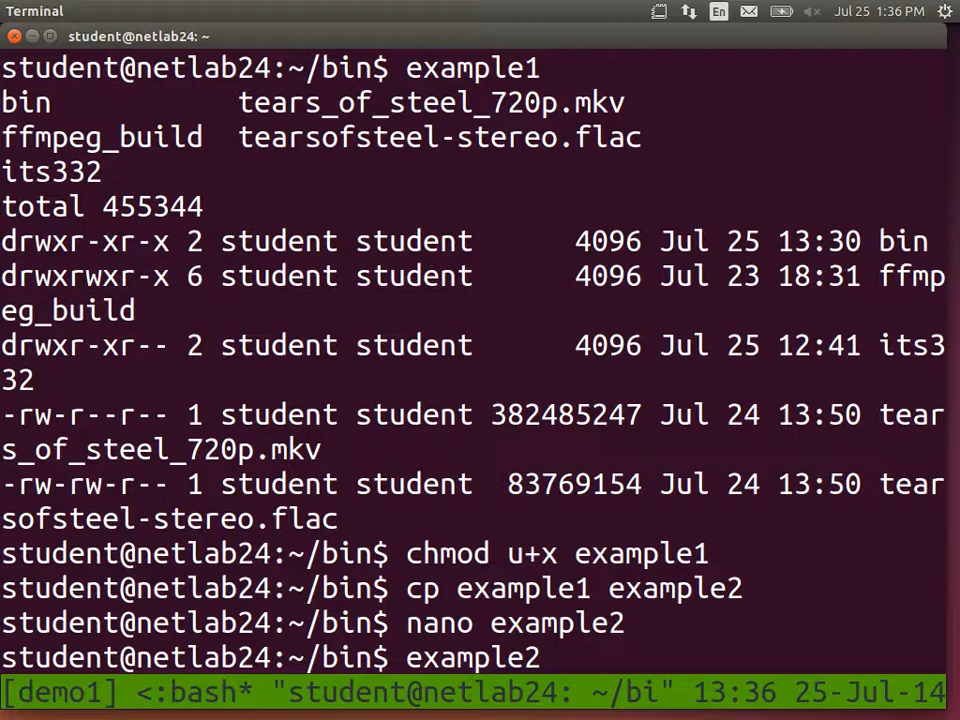 Terminal
En
Jul 25 1:36 PM
student@netlab24: ~
student@netlab24:~/bin$ example1
bin tears_of_steel_720p.mkv
ffmpeg_build tearsofsteel-stereo.flac
its332
total 455344
drwxr-xr-x 2 student student 4096 Jul 25 13:30 bin
drwxrwxr-x 6 student student 4096 Jul 23 18:31 ffmp
eg_build
drwxr-xr-- 2 student student 4096 Jul 25 12:41 its3
32
-rw-r--r-- 1 student student 382485247 Jul 24 13:50 tear
s_of_steel_720p.mkv
-rw-rw-r-- 1 student student 83769154 Jul 24 13:50 tear
sofsteel-stereo.flac
student@netlab24:~/bin$ chmod u+x example1
student@netlab24:~/bin$ cp example1 example2
student@netlab24:~/bin$ nano example2
student@netlab24:~/bin$ example2
[demo1] <:bash* "student@netlab24: ~/bi" 13:36 25-Jul-14